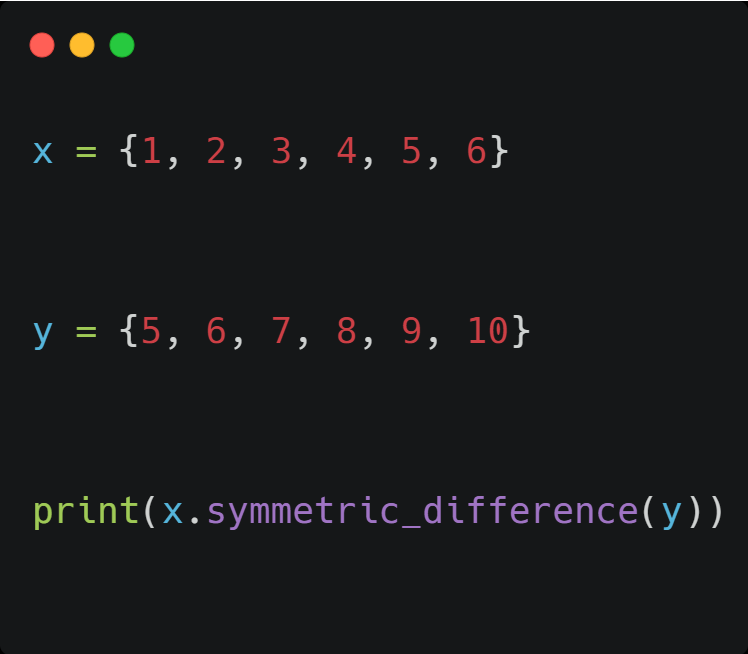 x = {1, 2, 3, 4, 5, 6}
y = {5, 6, 7, 8, 9, 10}
print(x.symmetric_difference(y))